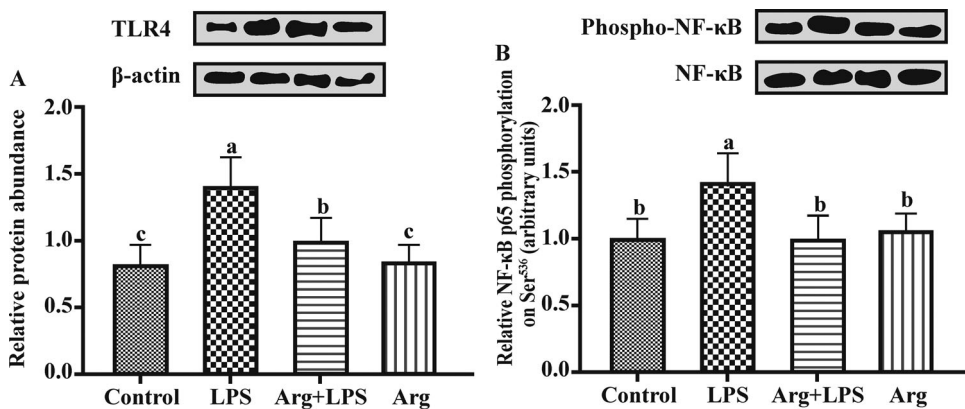 TLR4
β-actin
A
Relative protein abundance
2.0
1.5
1.0
0.5
0.0
c
a
b
c
Control
LPS
Arg+LPS
Arg
Phospho-NF-κB
NF-κB
B
Relative NF-κB p65 phosphorylation
on Ser⁵³⁶ (arbitrary units)
2.0
1.5
1.0
0.5
0.0
b
a
b
b
Control
LPS
Arg+LPS
Arg